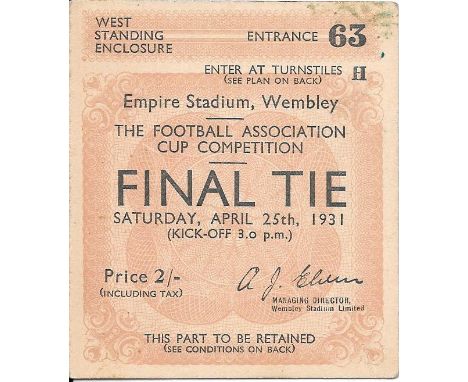 WEST
STANDING
ENCLOSURE
ENTRANCE 63
ENTER AT TURNSTILES H
(SEE PLAN ON BACK)
Empire Stadium, Wembley
THE FOOTBALL ASSOCIATION
CUP COMPETITION
FINAL TIE
SATURDAY, APRIL 25th, 1931
(KICK-OFF 3.0 p.m.)
Price 2/-
(INCLUDING TAX)
A. J. Elvin
MANAGING DIRECTOR,
Wembley Stadium Limited
THIS PART TO BE RETAINED
(SEE CONDITIONS ON BACK)